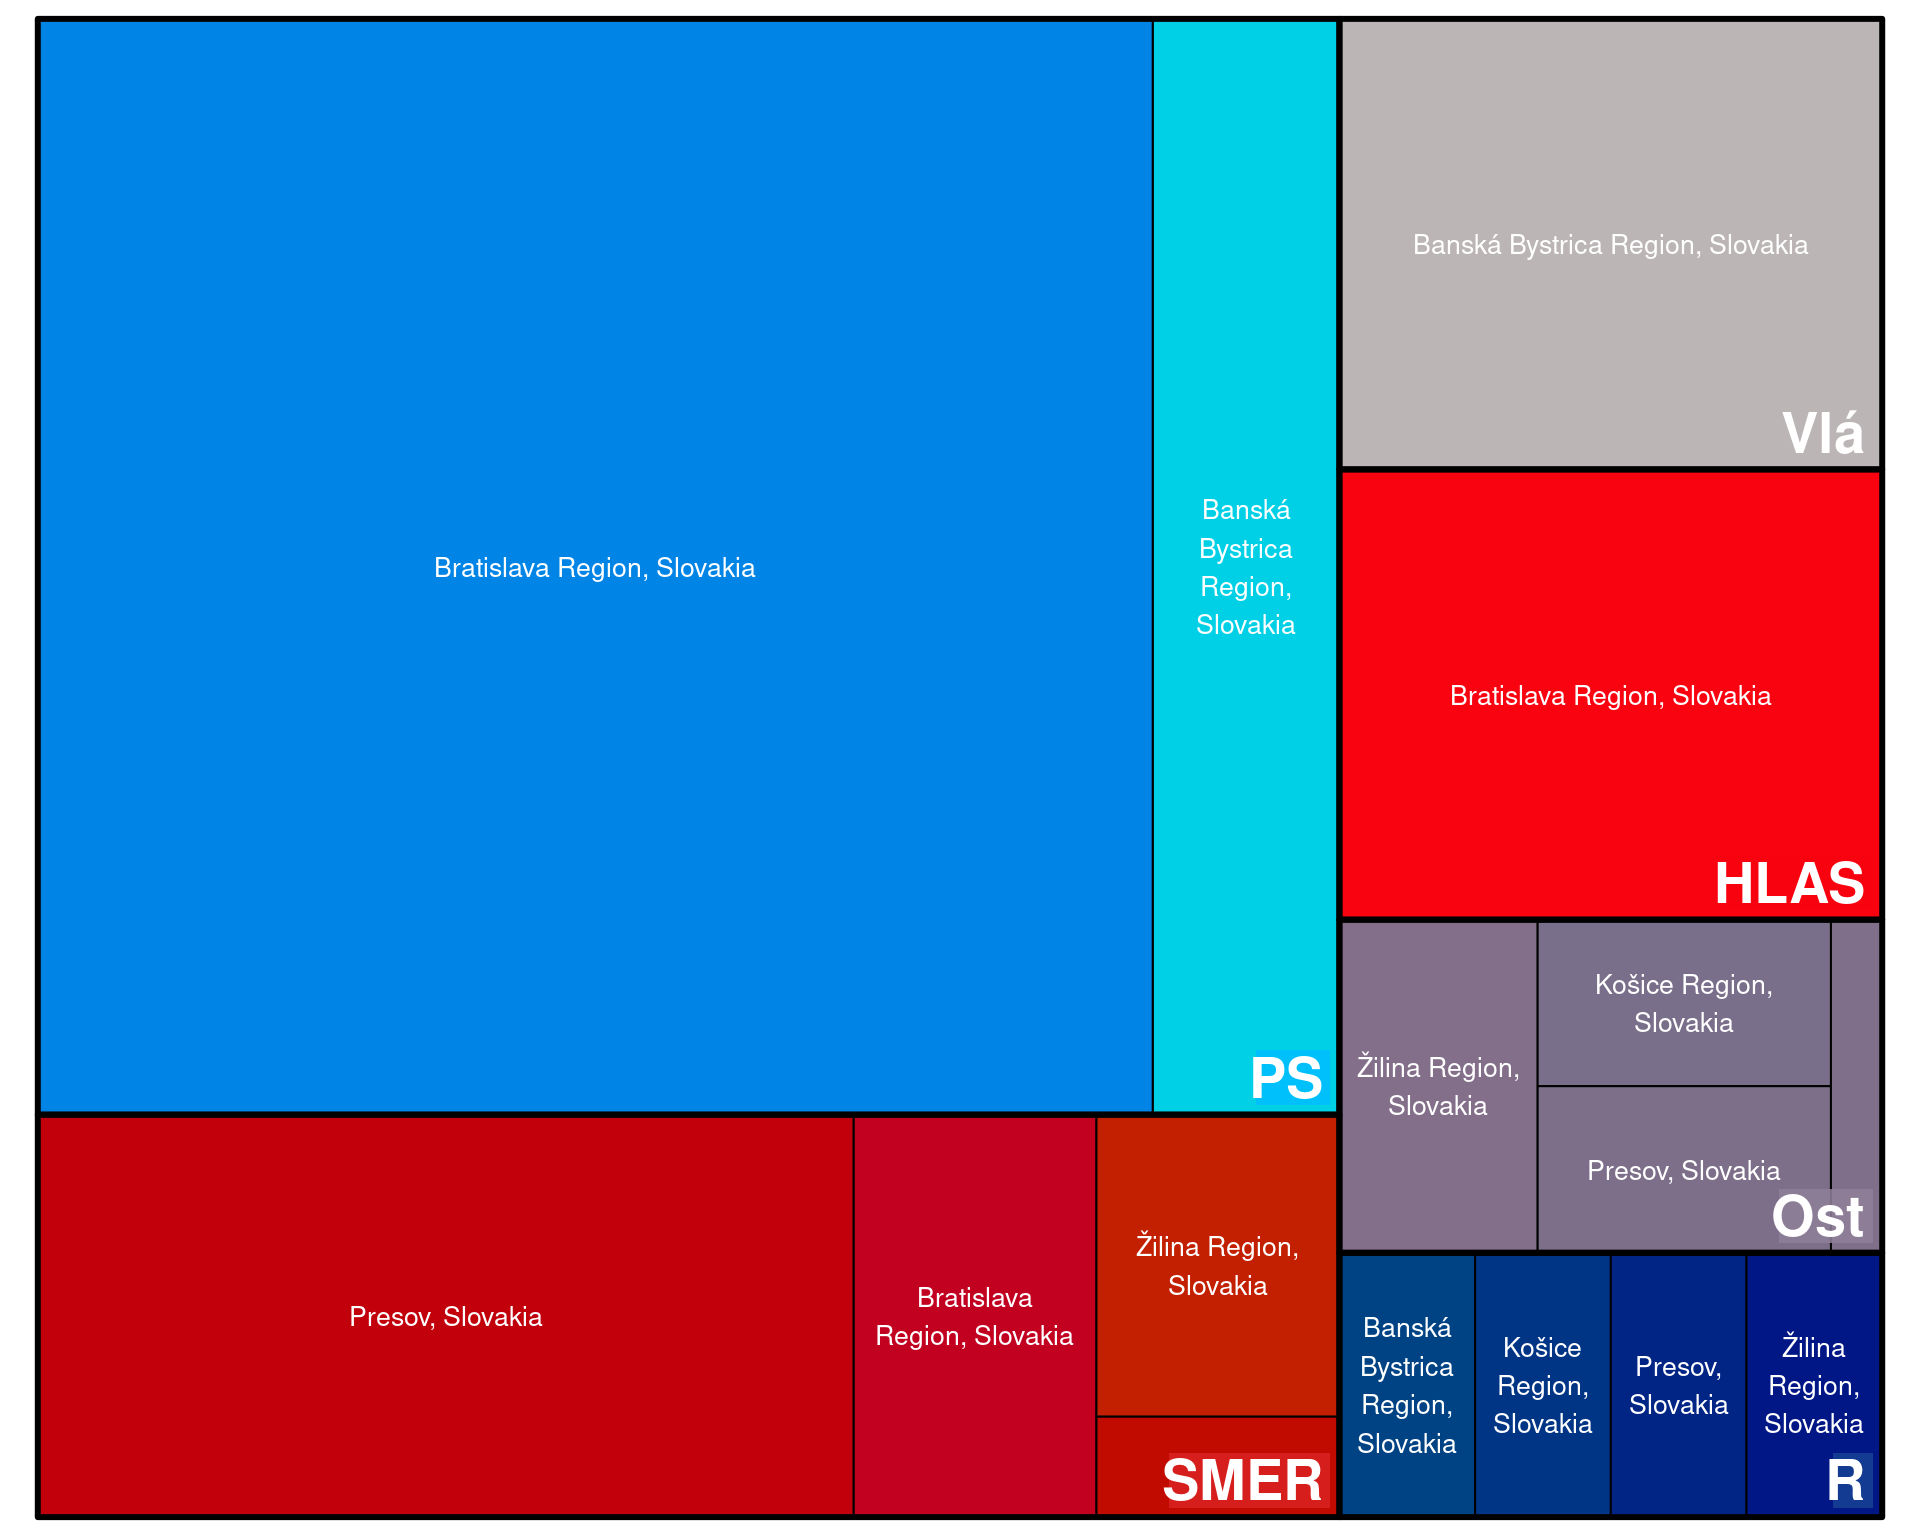 Bratislava Region, Slovakia
Banská
Bystrica
Region,
Slovakia
PS
Banská Bystrica Region, Slovakia
Vlá
Bratislava Region, Slovakia
HLAS
Presov, Slovakia
Bratislava
Region, Slovakia
Žilina Region,
Slovakia
SMER
Žilina Region,
Slovakia
Košice Region,
Slovakia
Presov, Slovakia
Ost
Banská
Bystrica
Region,
Slovakia
Košice
Region,
Slovakia
Presov,
Slovakia
Žilina
Region,
Slovakia
R